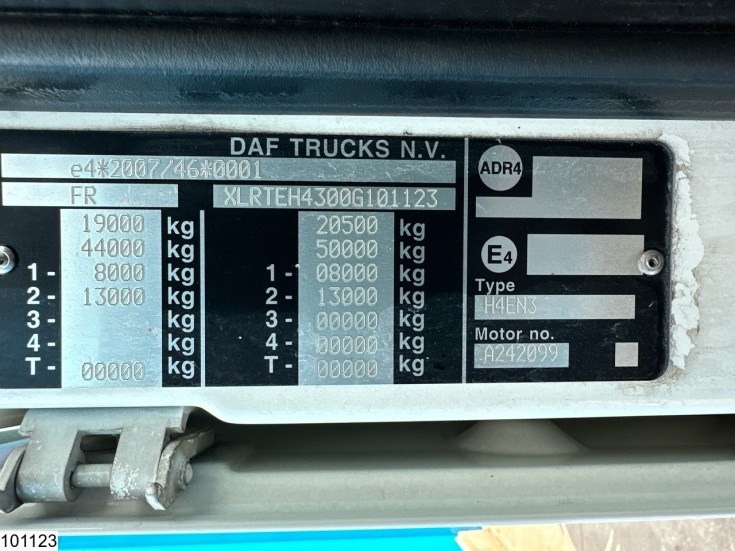 DAF TRUCKS N.V.
e4*2007/46*0001
FR XLRTEH4300G101123
19000 kg 20500 kg
44000 kg 50000 kg
1- 8000 kg 1- 08000 kg
2- 13000 kg 2- 13000 kg
3- kg 3- 00000 kg
4- kg 4- 00000 kg
T- 00000 kg T- 00000 kg
ADR4
E4
Type
H4EN3
Motor no.
A242099
101123